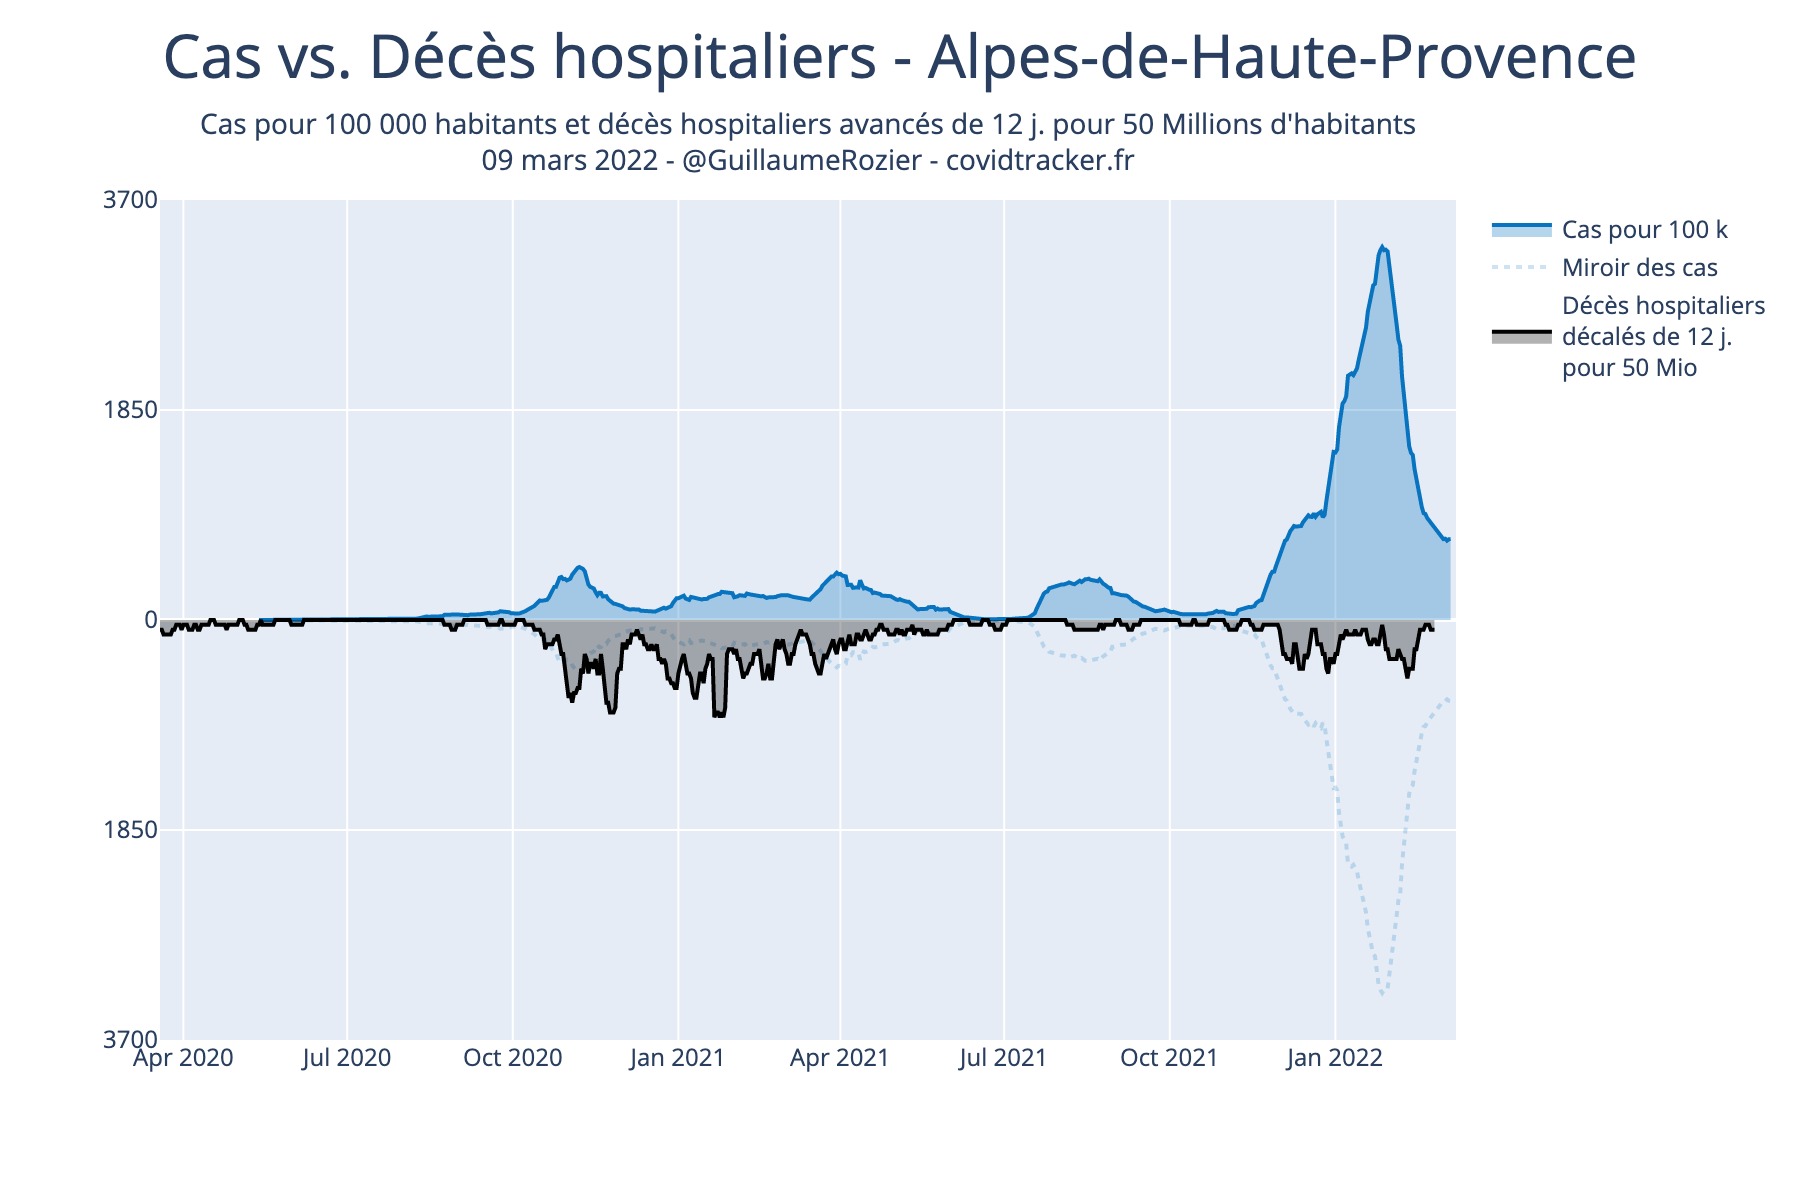 Cas vs. Décès hospitaliers - Alpes-de-Haute-Provence
Cas pour 100 000 habitants et décès hospitaliers avancés de 12 j. pour 50 Millions d'habitants
09 mars 2022 - @GuillaumeRozier - covidtracker.fr
3700
1850
0
1850
3700
Apr 2020
Jul 2020
Oct 2020
Jan 2021
Apr 2021
Jul 2021
Oct 2021
Jan 2022
Cas pour 100 k
Miroir des cas
Décès hospitaliers
décalés de 12 j.
pour 50 Mio